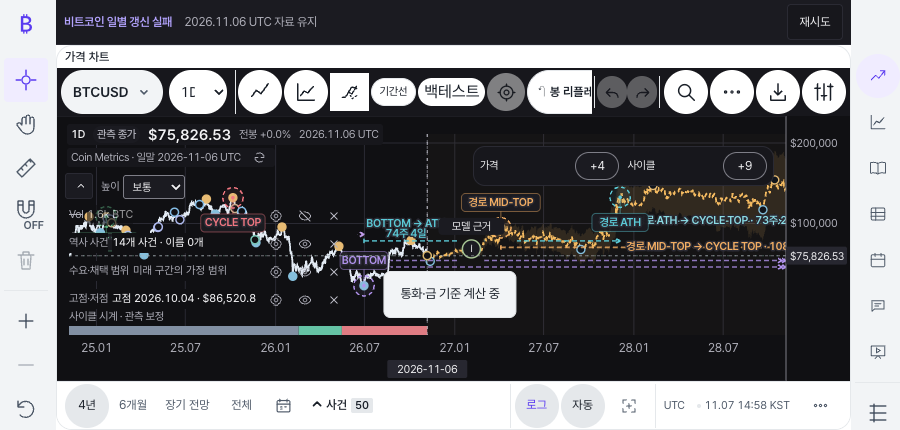 비트코인 일별 갱신 실패 2026.11.06 UTC 자료 유지 재시도
가격 차트
BTCUSD 기간선 백테스트 봉 리플레
1D 관측 종가 $75,826.53 전봉 +0.0% 2026.11.06 UTC
Coin Metrics · 일말 2026-11-06 UTC
높이 보통
가격 +4 사이클 +9
$200,000
Vol 1.6k BTC
CYCLE TOP
경로 MID-TOP
BOTTOM → AT
74주 4일
모델 근거
경로 ATH
로 ATH → CYCLE TOP · 73주 2
$100,000
역사 사건 14개 사건 · 이름 0개
경로 MID-TOP → CYCLE TOP
BOTTOM
$75,826.53
수요·채택 범위 미래 구간의 가정 범위
통화·금 기준 계산 중
고점·저점 고점 2026.10.04 · $86,520.8
사이클 시계 · 관측 보정
25.01 25.07 26.01 26.07 27.01 27.07 28.01 28.07
2026-11-06
4년 6개월 장기 전망 전체 사건 50 로그 자동 UTC 11.07 14:58 KST
OFF